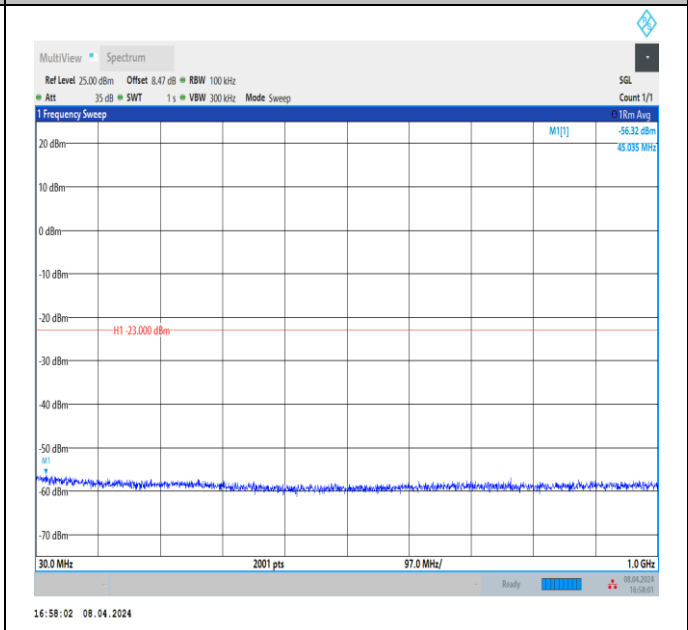 MultiView Spectrum
Ref Level 25.00 dBm Offset 8.47 dB RBW 100 kHz SGL
Att 35 dB SWT 1 s VBW 300 kHz Mode Sweep Count 1/1
1 Frequency Sweep 1Rm Avg
M1[1] -56.32 dBm
45.035 MHz
20 dBm
10 dBm
0 dBm
-10 dBm
-20 dBm
H1 -23.000 dBm
-30 dBm
-40 dBm
-50 dBm
M1
-60 dBm
-70 dBm
30.0 MHz 2001 pts 97.0 MHz/ 1.0 GHz
Ready 08.04.2024
16:58:01
16:58:02 08.04.2024